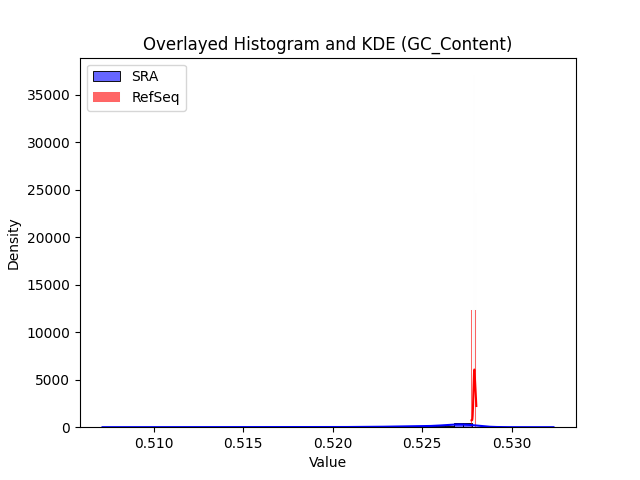 Overlayed Histogram and KDE (GC_Content)
SRA
RefSeq
35000
30000
25000
20000
15000
10000
5000
0
Density
0.510 0.515 0.520 0.525 0.530
Value